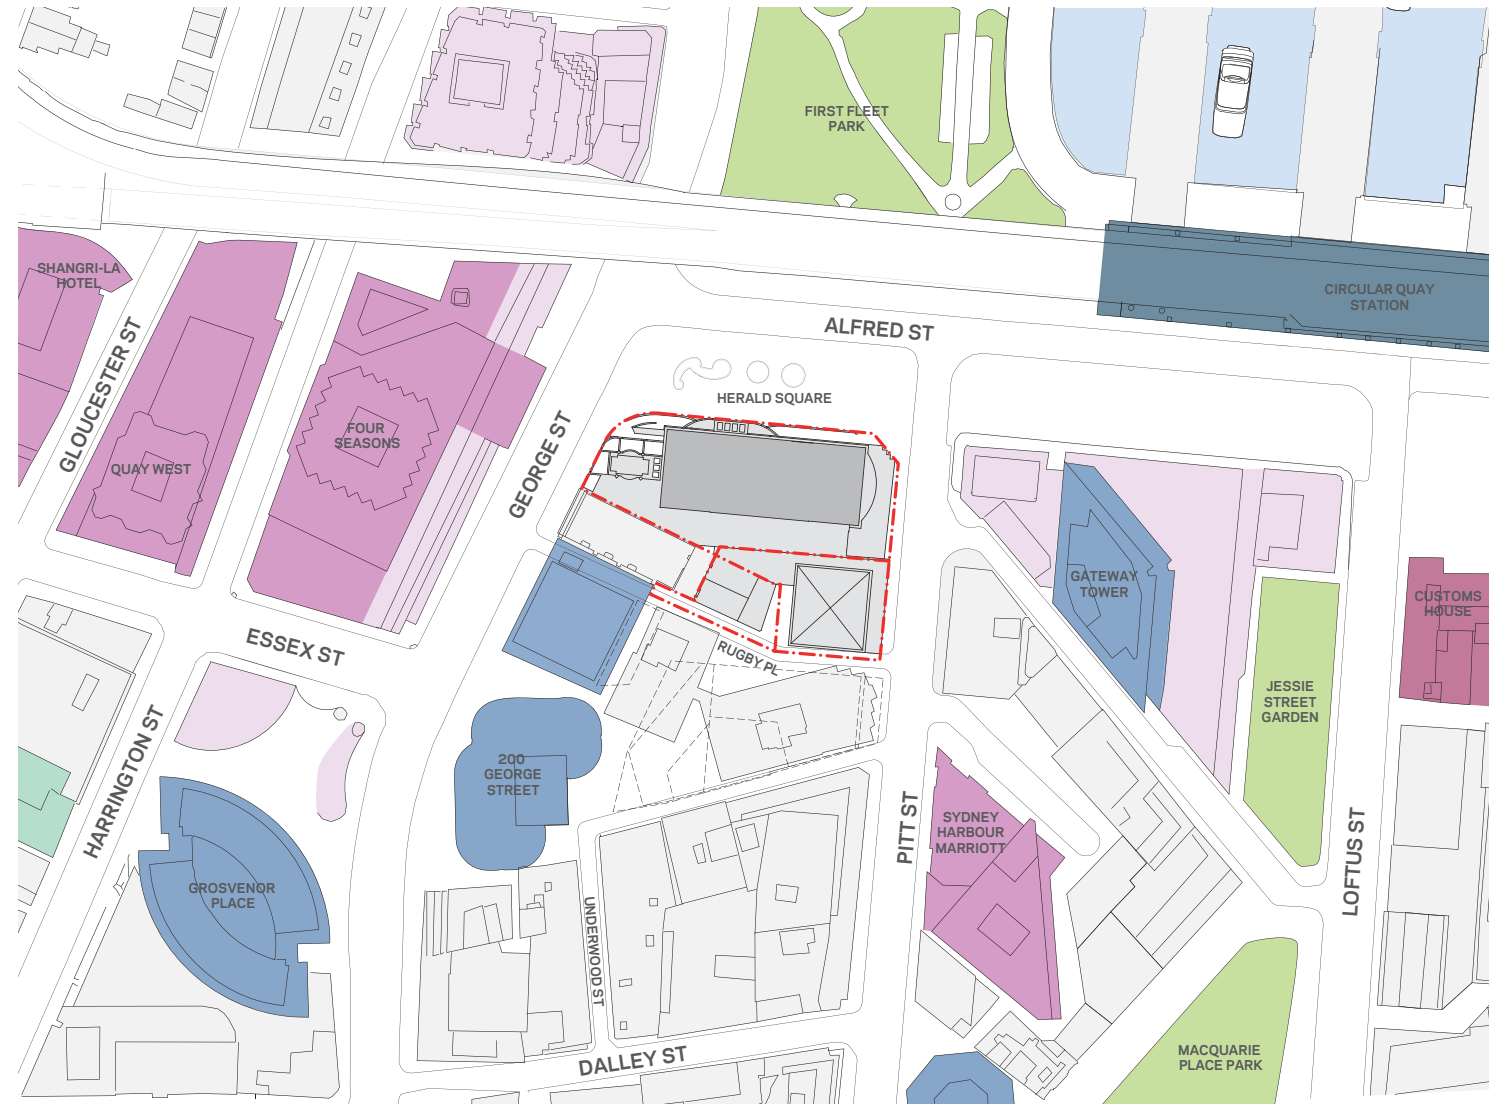 FIRST FLEET
PARK
SHANGRI-LA
HOTEL
CIRCULAR QUAY
STATION
ALFRED ST
GLOUCESTER ST
HERALD SQUARE
FOUR
SEASONS
GEORGE ST
QUAY WEST
GATEWAY
TOWER
CUSTOMS
HOUSE
ESSEX ST
RUGBY PL
JESSIE
STREET
GARDEN
HARRINGTON ST
200
GEORGE
STREET
PITT ST
SYDNEY
HARBOUR
MARRIOTT
LOFTUS ST
GROSVENOR
PLACE
UNDERWOOD ST
DALLEY ST
MACQUARIE
PLACE PARK